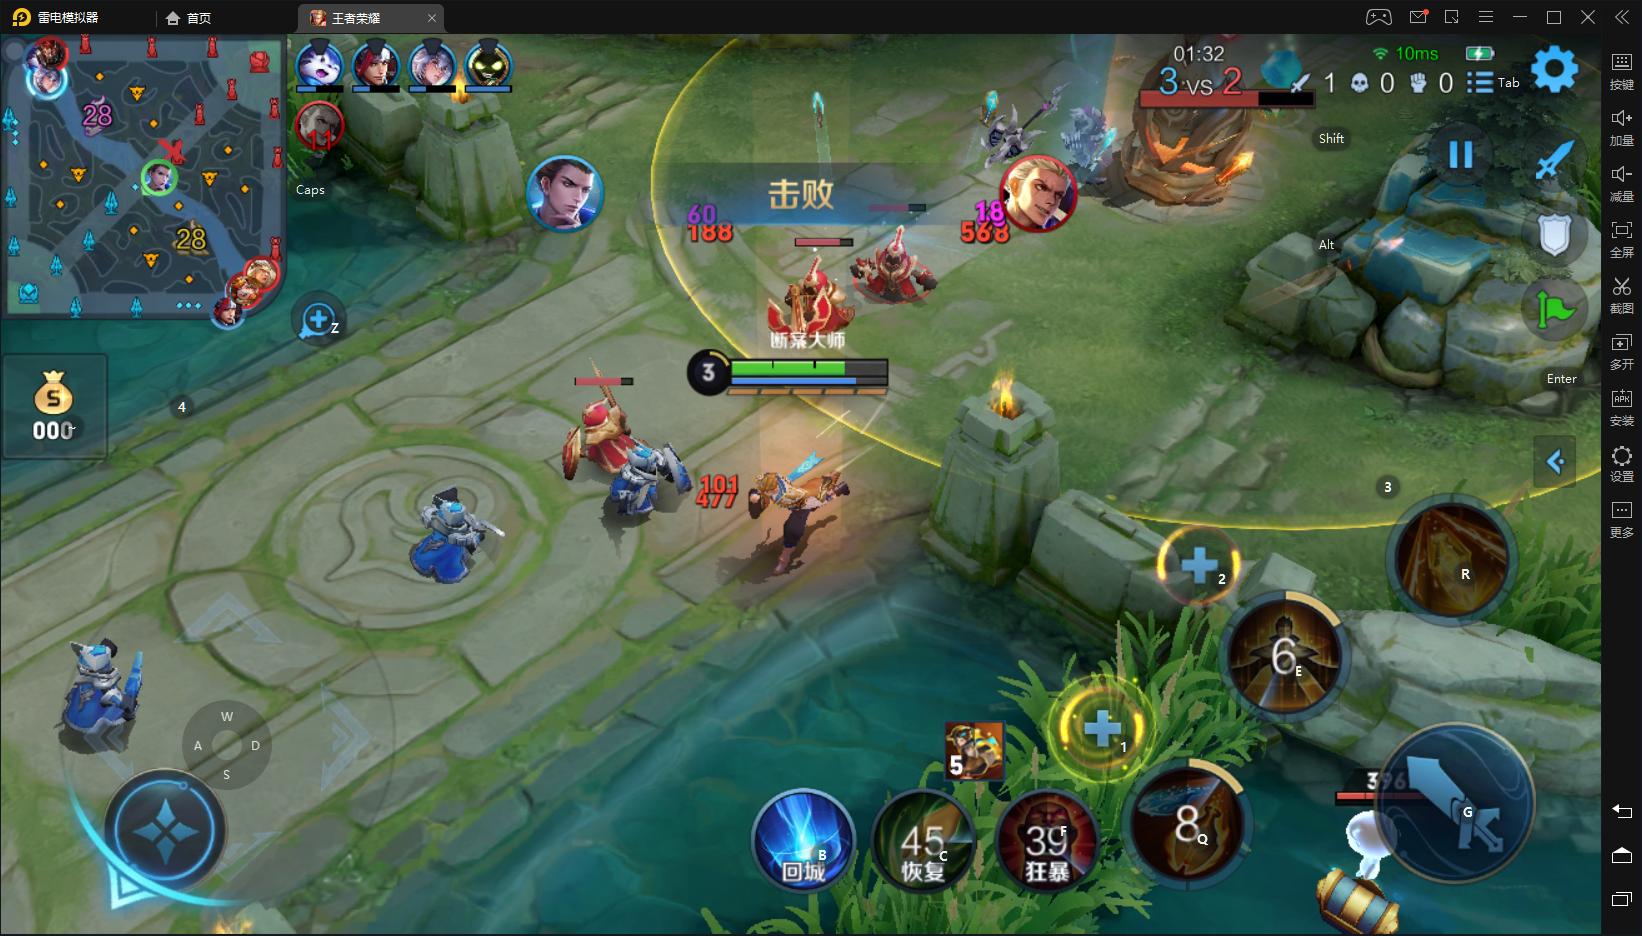 雷电模拟器
首页
王者荣耀
28
28
11
Caps
01:32
3 vs 2
10ms
1
0
0
Tab
Shift
按键
加量
减量
全屏
截图
多开
安装
设置
更多
APK
击败
60
188
18
568
Alt
Enter
Z
断案大师
3
4
000
~
101
477
3
2
R
6
E
W
A
D
S
1
5
8
Q
G
回城
B
45
C
恢复
39
F
狂暴